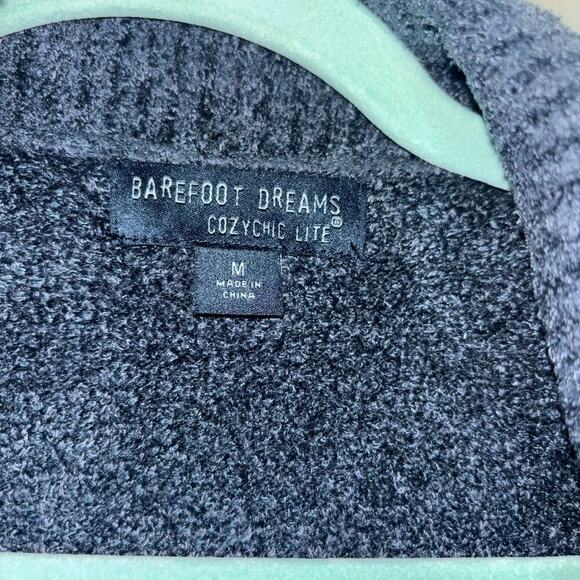 BAREFOOT DREAMS
COZYCHIC LITE®
M
MADE IN
CHINA